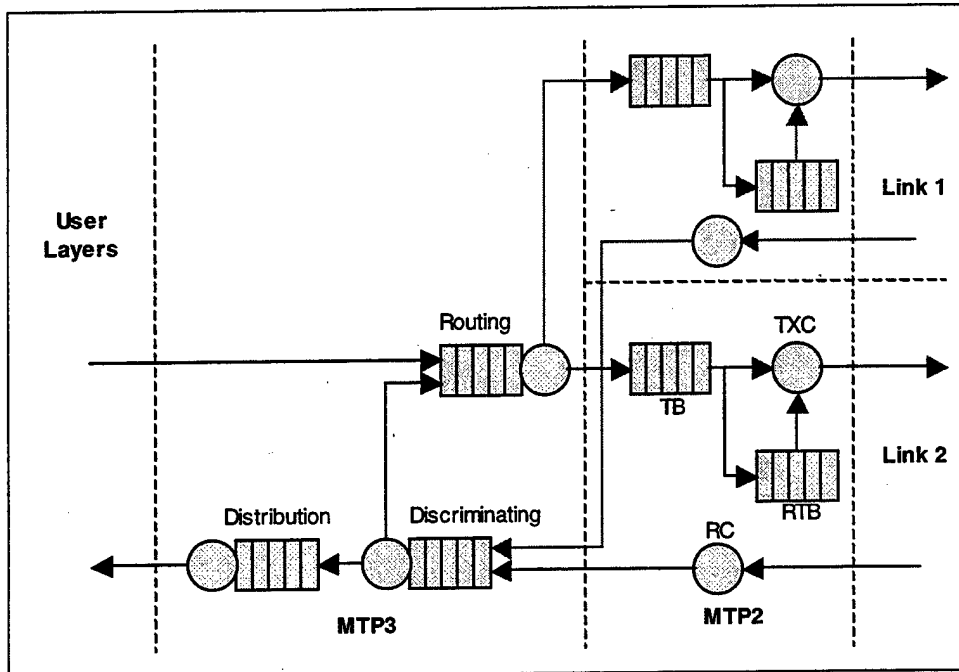 Link 1
User
Layers
Routing
TXC
TB
Link 2
RTB
Distribution
Discriminating
RC
MTP3
MTP2